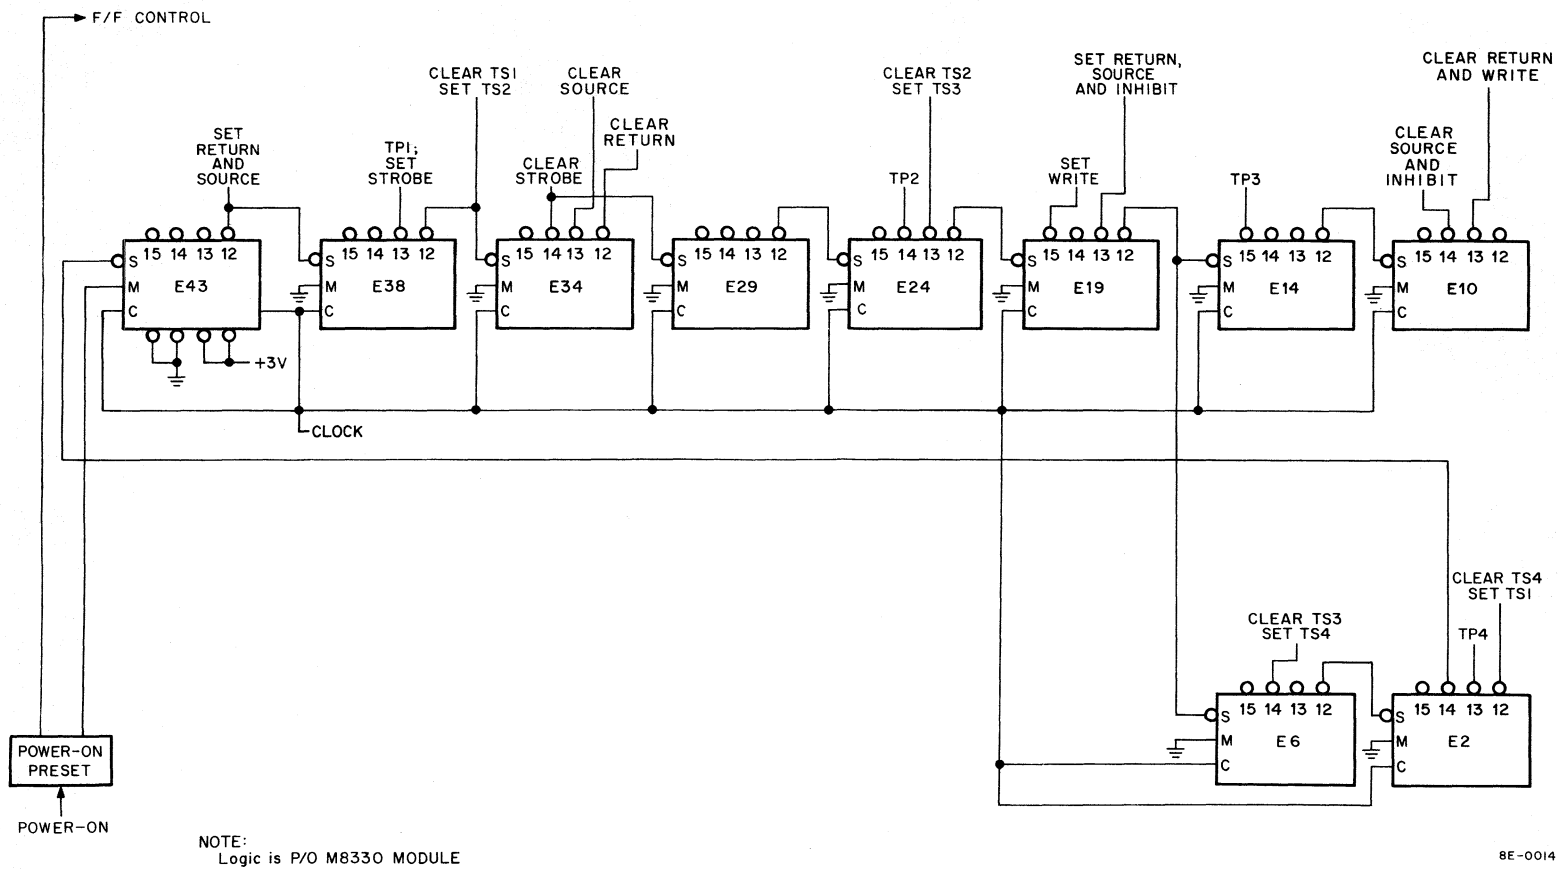 F/F CONTROL
SET
RETURN
AND
SOURCE
TP1;
SET
STROBE
CLEAR TS1
SET TS2
CLEAR
SOURCE
CLEAR
STROBE
CLEAR
RETURN
CLEAR TS2
SET TS3
TP2
SET RETURN,
SOURCE
AND INHIBIT
SET
WRITE
TP3
CLEAR RETURN
AND WRITE
CLEAR
SOURCE
AND
INHIBIT
15 14 13 12
S
M
C
E43
15 14 13 12
S
M
C
E38
15 14 13 12
S
M
C
E34
15 14 13 12
S
M
C
E29
15 14 13 12
S
M
C
E24
15 14 13 12
S
M
C
E19
15 14 13 12
S
M
C
E14
15 14 13 12
S
M
C
E10
+3V
CLOCK
CLEAR TS3
SET TS4
TP4
CLEAR TS4
SET TS1
15 14 13 12
S
M
C
E6
15 14 13 12
S
M
C
E2
POWER-ON
PRESET
POWER-ON
NOTE:
Logic is P/O M8330 MODULE
8E-0014